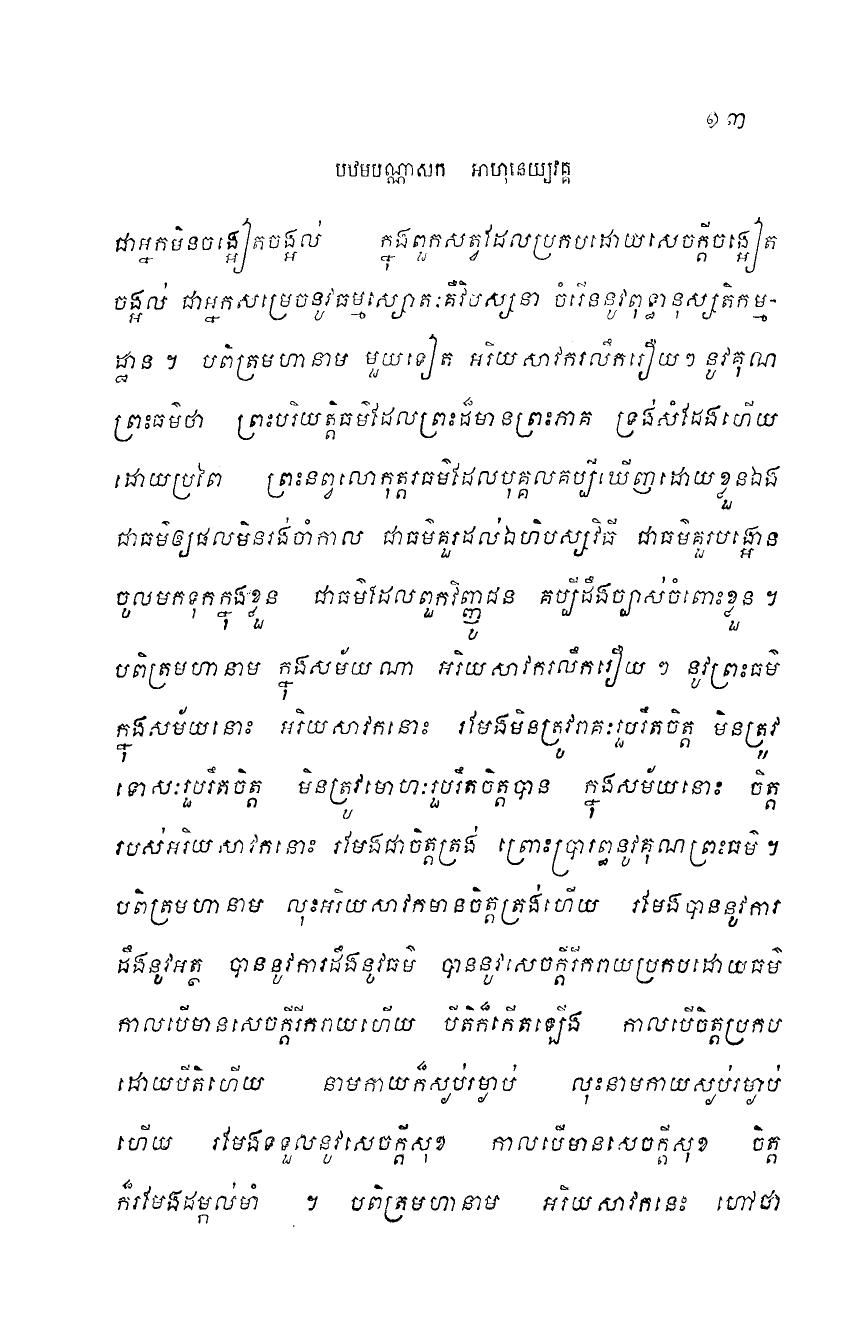 ១៣
បឋមបណ្ណាសក អាហុនេយ្យវគ្គ
ជាអ្នកមិនចង្អៀតចង្អល់ ក្នុងពួកសត្វដែលប្រកបដោយសេចក្តីចង្អៀត
ចង្អល់ ជាអ្នកសម្រេចនូវធម្មស្សោតៈគឺវិបស្សនា ចំរើននូវពុទ្ធានុស្សតិកម្ម-
ដ្ឋាន ។ បពិត្រមហានាម មួយទៀត អរិយសាវករលឹករឿយៗ នូវគុណ
ព្រះធម៌ថា ព្រះបរិយត្តិធម៌ដែលព្រះដ៏មានព្រះភាគ ទ្រង់សំដែងហើយ
ដោយប្រពៃ ព្រះនព្វលោកុត្តរធម៌ដែលបុគ្គលគប្បីឃើញដោយខ្លួនឯង
ជាធម៌ឲ្យផលមិនរង់ចាំកាល ជាធម៌គួរដល់ឯហិបស្សវិធី ជាធម៌គួរបង្អោន
ចូលមកទុកក្នុងខ្លួន ជាធម៌ដែលពួកវិញ្ញូជន គប្បីដឹងច្បាស់ចំពោះខ្លួន ។
បពិត្រមហានាម ក្នុងសម័យណា អរិយសាវករលឹករឿយ ៗ នូវព្រះធម៌
ក្នុងសម័យនោះ អរិយសាវកនោះ រមែងមិនត្រូវរាគៈរួបរឹតចិត្ត មិនត្រូវ
ទោសៈរួបរឹតចិត្ត មិនត្រូវមោហៈរួបរឹតចិត្តបាន ក្នុងសម័យនោះ ចិត្ត
របស់អរិយសាវកនោះ រមែងជាចិត្តត្រង់ ព្រោះប្រារព្ធនូវគុណព្រះធម៌ ។
បពិត្រមហានាម លុះអរិយសាវកមានចិត្តត្រង់ហើយ រមែងបាននូវការ
ដឹងនូវអត្ថ បាននូវការដឹងនូវធម៌ បាននូវសេចក្តីរីករាយប្រកបដោយធម៌
កាលបើមានសេចក្តីរីករាយហើយ បីតិក៏កើតឡើង កាលបើចិត្តប្រកប
ដោយបីតិហើយ នាមកាយក៏ស្ងប់រម្ងាប់ លុះនាមកាយស្ងប់រម្ងាប់
ហើយ រមែងទទួលនូវសេចក្តីសុខ កាលបើមានសេចក្តីសុខ ចិត្ត
ក៏រមែងដម្កល់មាំ ។ បពិត្រមហានាម អរិយសាវកនេះ ហៅថា